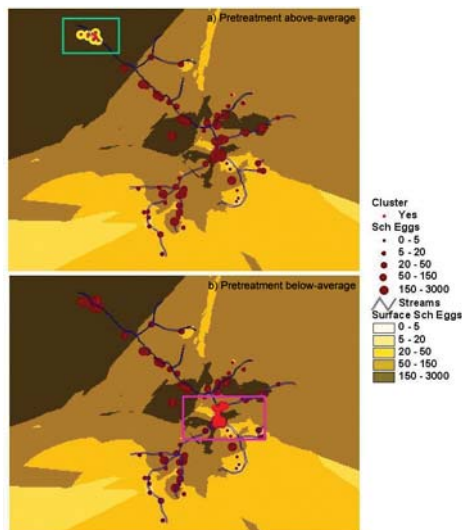 a) Pretreatment above-average
b) Pretreatment below-average
Cluster
Yes
Sch Eggs
0 - 5
5 - 20
20 - 50
50 - 150
150 - 3000
Streams
Surface Sch Eggs
0 - 5
5 - 20
20 - 50
50 - 150
150 - 3000